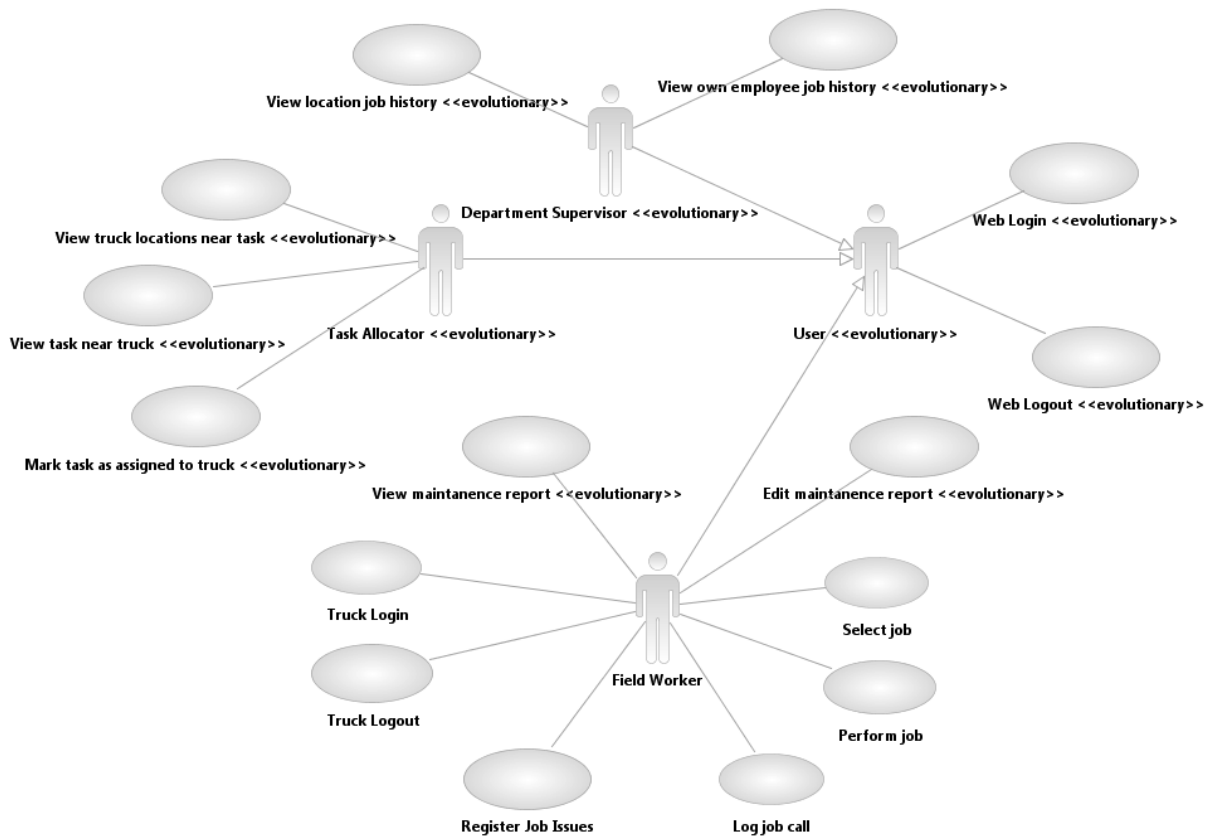 View location job history <<evolutionary>>
View own employee job history <<evolutionary>>
Department Supervisor <<evolutionary>>
Web Login <<evolutionary>>
View truck locations near task <<evolutionary>>
Task Allocator <<evolutionary>>
User <<evolutionary>>
View task near truck <<evolutionary>>
Web Logout <<evolutionary>>
Mark task as assigned to truck <<evolutionary>>
View maintanence report <<evolutionary>>
Edit maintanence report <<evolutionary>>
Truck Login
Select job
Field Worker
Truck Logout
Perform job
Register Job Issues
Log job call